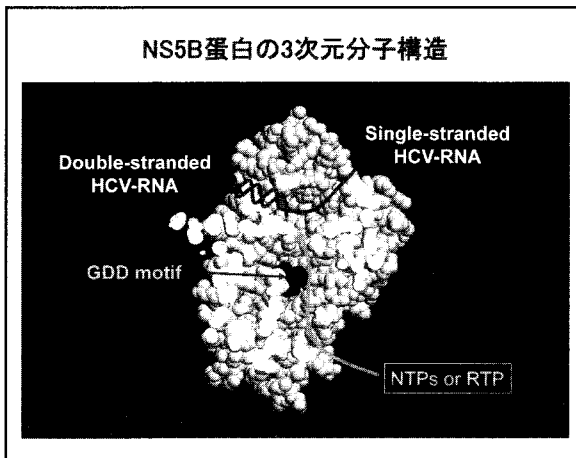 NS5B蛋白の3次元分子構造
Single-stranded
HCV-RNA
Double-stranded
HCV-RNA
GDD motif
NTPs or RTP